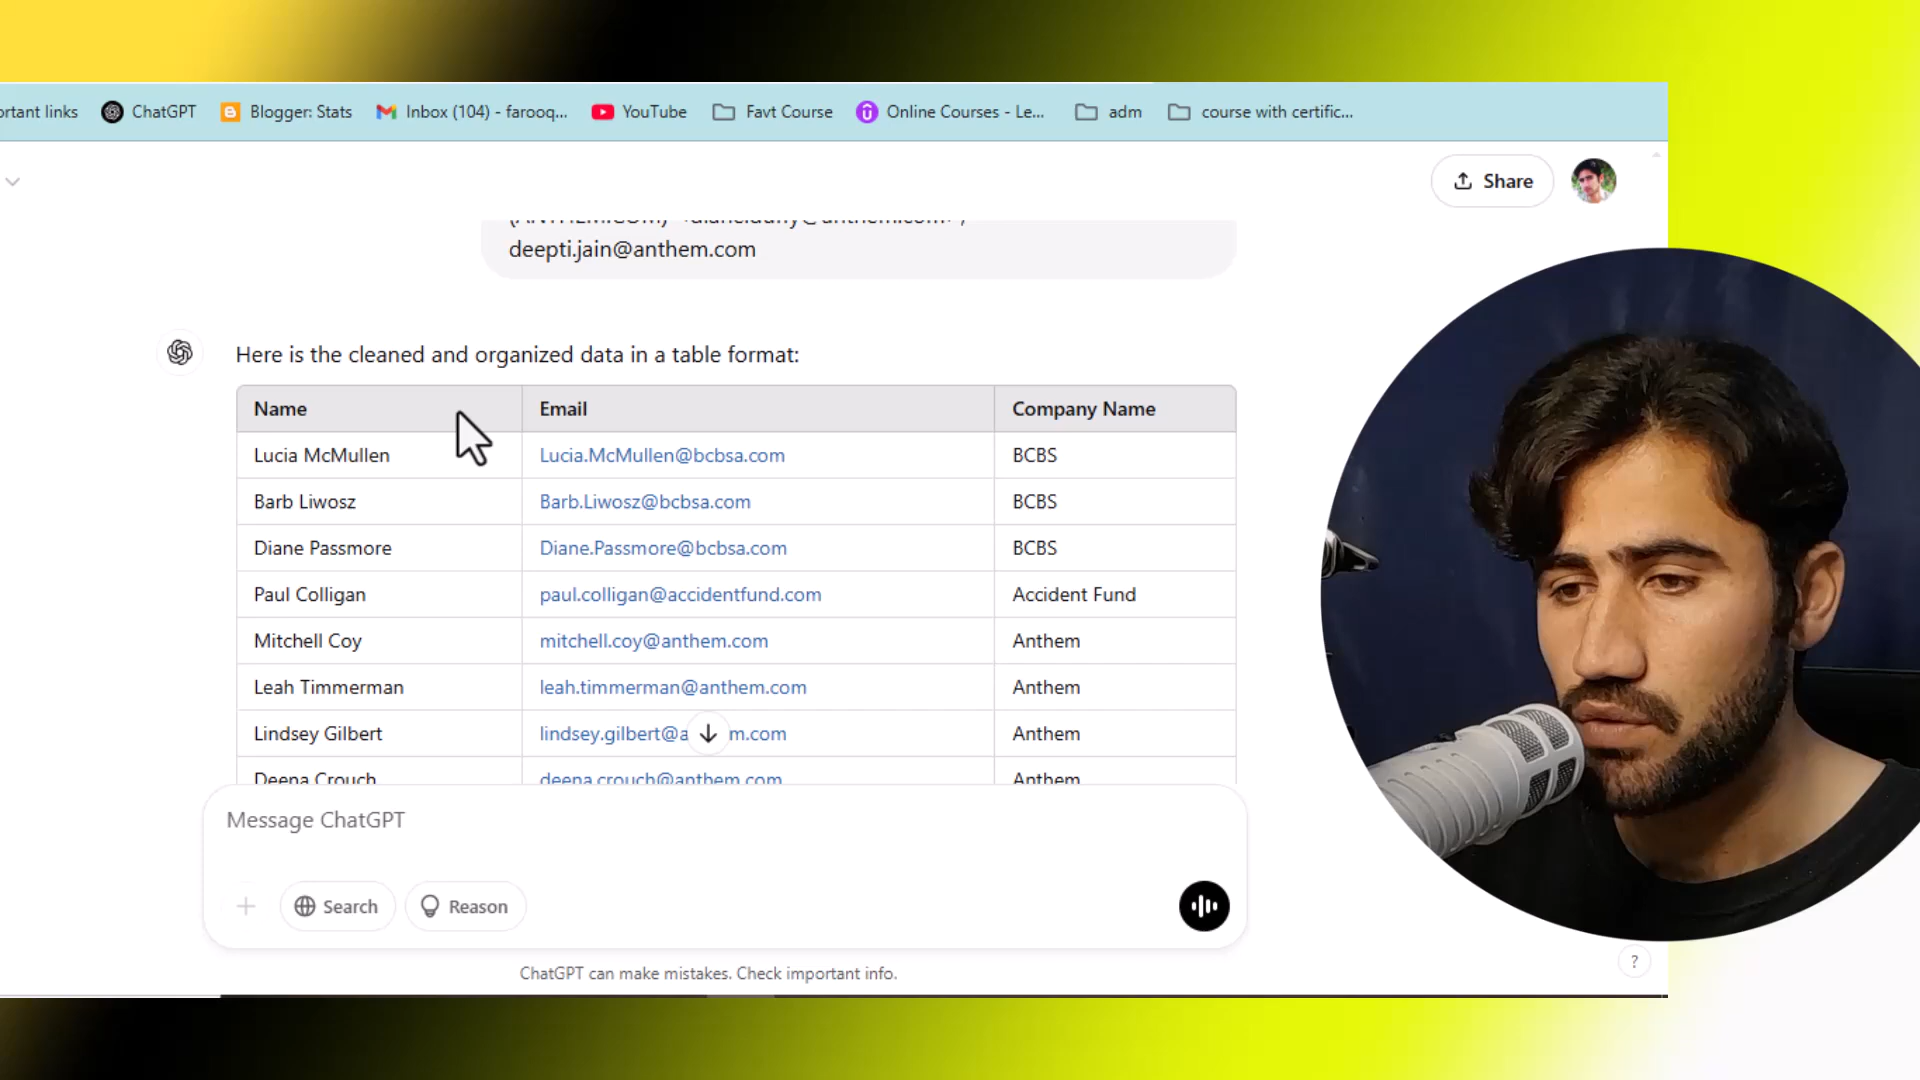 ortant links ChatGPT Blogger: Stats Inbox (104) - farooq... YouTube Favt Course Online Courses - Le... adm course with certific...
Share
deepti.jain@anthem.com
Here is the cleaned and organized data in a table format:
Name Email Company Name
Lucia McMullen Lucia.McMullen@bcbsa.com BCBS
Barb Liwosz Barb.Liwosz@bcbsa.com BCBS
Diane Passmore Diane.Passmore@bcbsa.com BCBS
Paul Colligan paul.colligan@accidentfund.com Accident Fund
Mitchell Coy mitchell.coy@anthem.com Anthem
Leah Timmerman leah.timmerman@anthem.com Anthem
Lindsey Gilbert lindsey.gilbert@a m.com Anthem
Deena Crouch deena.crouch@anthem.com Anthem
Message ChatGPT
Search Reason
ChatGPT can make mistakes. Check important info.
?